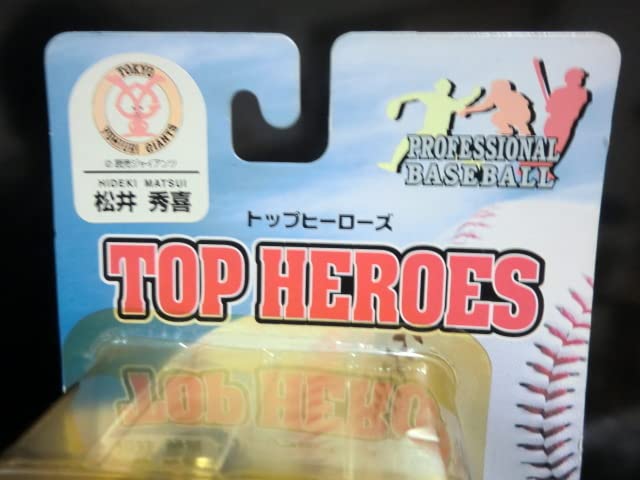 TOKYO
YOMIURI GIANTS
© 読売ジャイアンツ
HIDEKI MATSUI
松井 秀喜
PROFESSIONAL
BASEBALL
トップヒーローズ
TOP HEROES